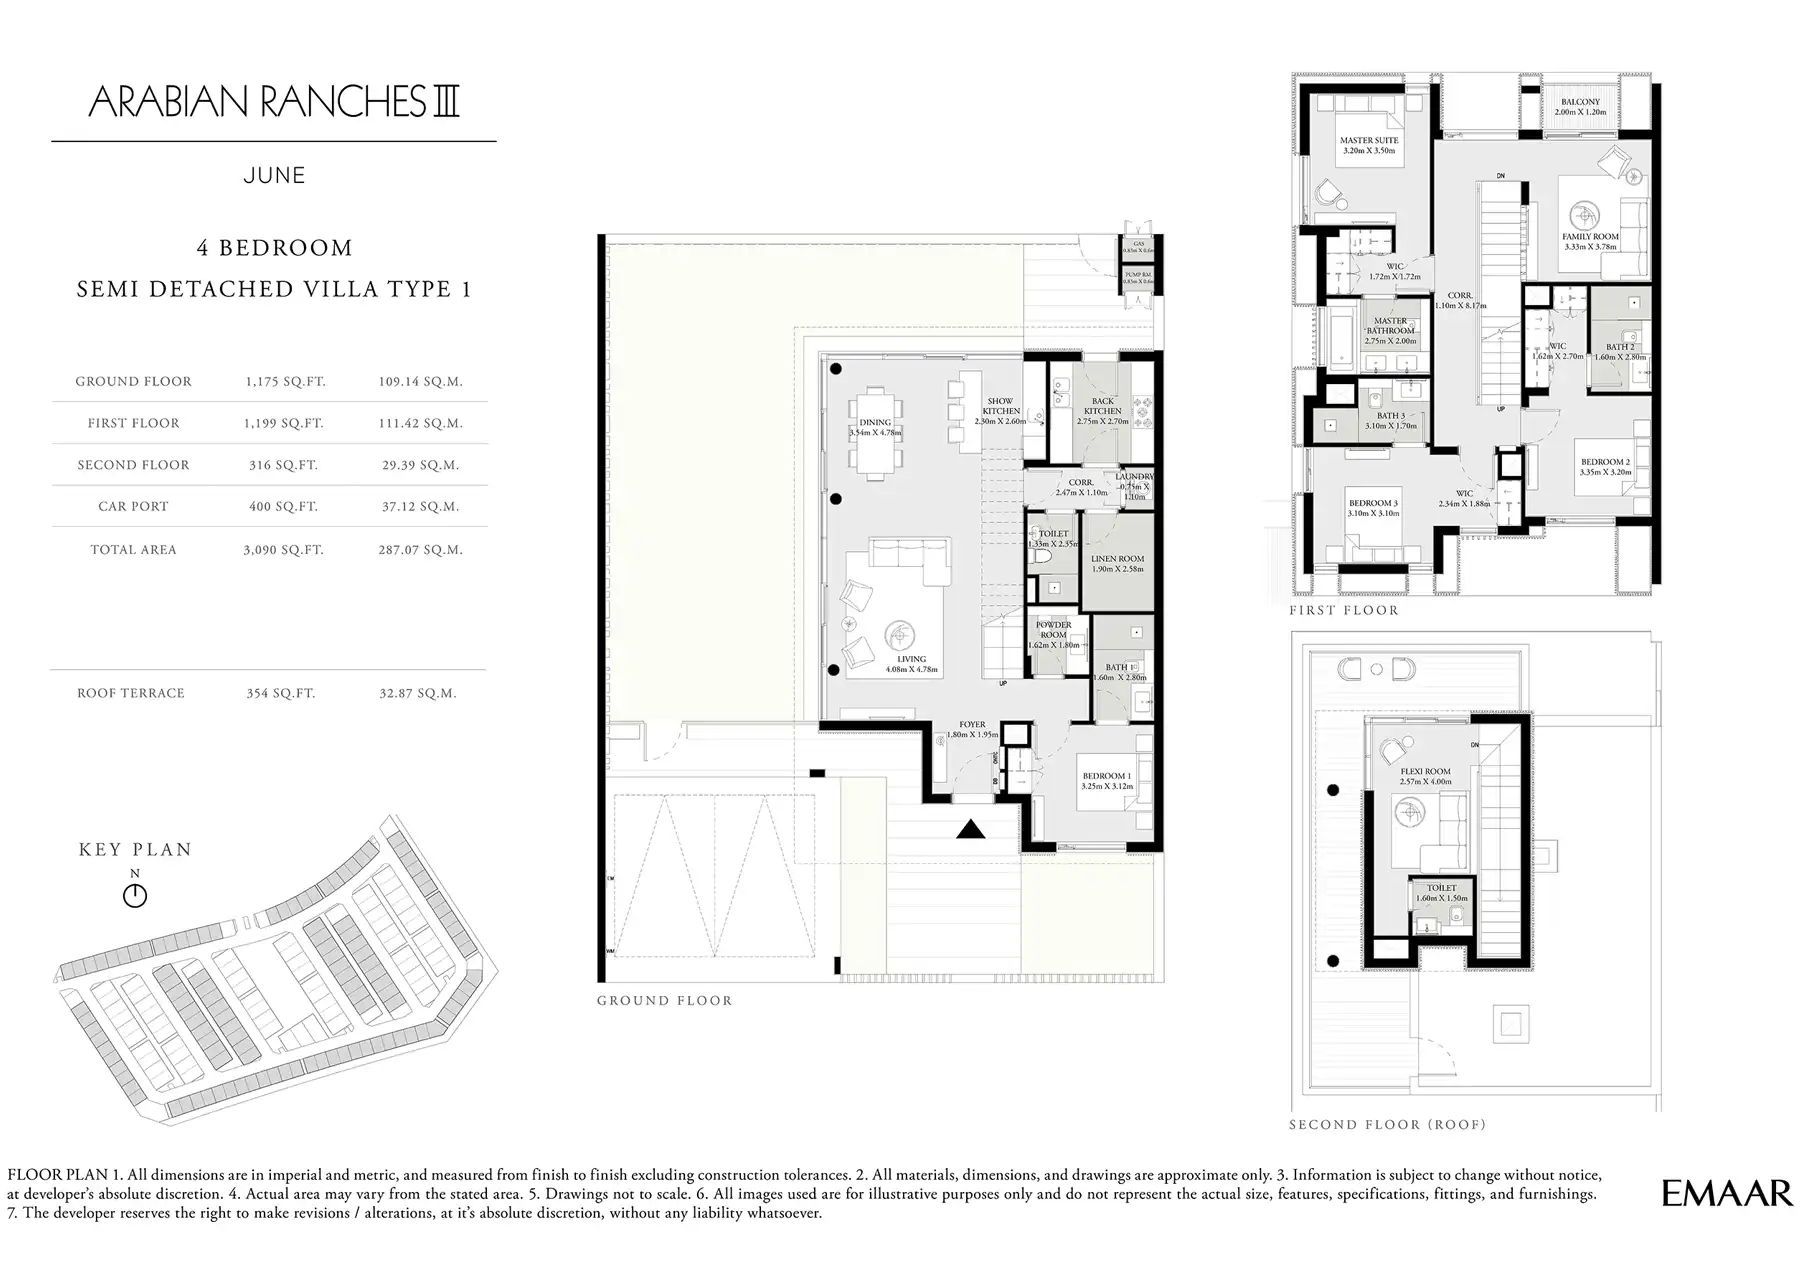 ARABIAN RANCHES III
JUNE
4 BEDROOM
SEMI DETACHED VILLA TYPE 1
GROUND FLOOR 1,175 SQ.FT. 109.14 SQ.M.
FIRST FLOOR 1,199 SQ.FT. 111.42 SQ.M.
SECOND FLOOR 316 SQ.FT. 29.39 SQ.M.
CAR PORT 400 SQ.FT. 37.12 SQ.M.
TOTAL AREA 3,090 SQ.FT. 287.07 SQ.M.
ROOF TERRACE 354 SQ.FT. 32.87 SQ.M.
KEY PLAN
N
GAS
0.83m X 0.6m
PUMP RM.
0.83m X 0.6m
DINING
3.54m X 4.78m
SHOW
KITCHEN
2.30m X 2.60m
BACK
KITCHEN
2.75m X 2.70m
CORR.
2.47m X 1.10m
LAUNDRY
0.75m X
1.10m
TOILET
1.33m X 2.35m
LINEN ROOM
1.90m X 2.58m
POWDER
ROOM
1.62m X 1.80m
LIVING
4.08m X 4.78m
BATH 1
1.60m X 2.80m
UP
FOYER
1.80m X 1.95m
DB
BEDROOM 1
3.25m X 3.12m
EM
WM
GROUND FLOOR
BALCONY
2.00m X 1.20m
MASTER SUITE
3.20m X 3.50m
DN
FAMILY ROOM
3.33m X 3.78m
WIC
1.72m X 1.72m
CORR.
1.10m X 8.17m
MASTER
BATHROOM
2.75m X 2.00m
WIC
1.62m X 2.70m
BATH 2
1.60m X 2.80m
UP
BATH 3
3.10m X 1.70m
BEDROOM 2
3.35m X 3.20m
BEDROOM 3
3.10m X 3.10m
WIC
2.34m X 1.88m
FIRST FLOOR
DN
FLEXI ROOM
2.57m X 4.00m
TOILET
1.60m X 1.50m
SECOND FLOOR (ROOF)
FLOOR PLAN 1. All dimensions are in imperial and metric, and measured from finish to finish excluding construction tolerances. 2. All materials, dimensions, and drawings are approximate only. 3. Information is subject to change without notice,
at developer's absolute discretion. 4. Actual area may vary from the stated area. 5. Drawings not to scale. 6. All images used are for illustrative purposes only and do not represent the actual size, features, specifications, fittings, and furnishings.
7. The developer reserves the right to make revisions / alterations, at it's absolute discretion, without any liability whatsoever.
EMAAR